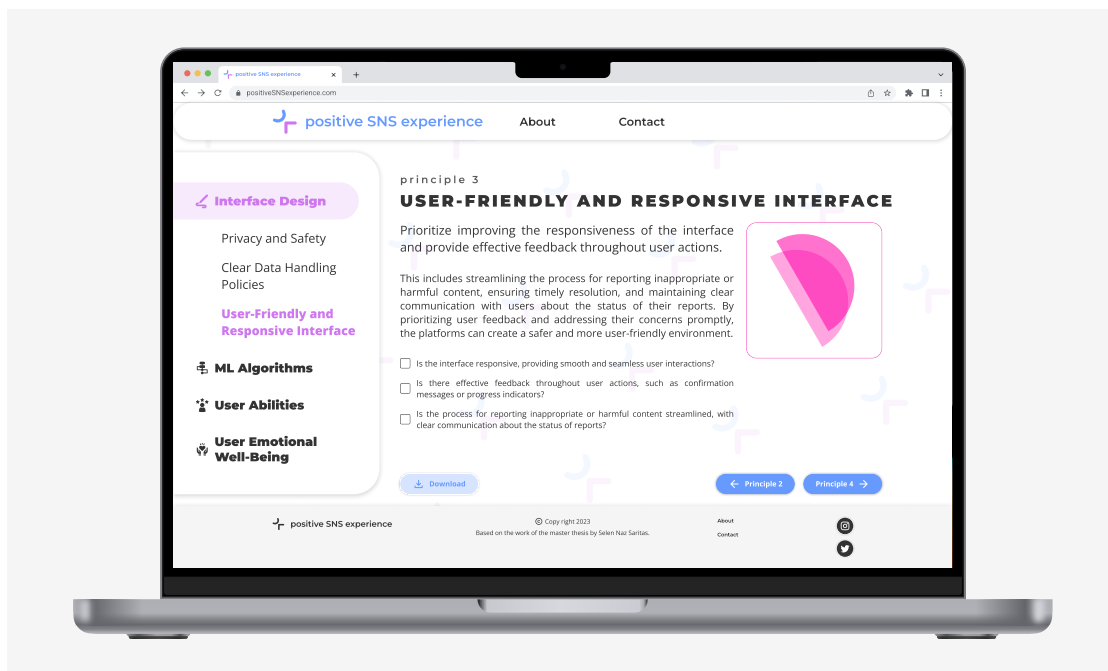 positive SNS experience
positiveSNSexperience.com
positive SNS experience
About
Contact
Interface Design
Privacy and Safety
Clear Data Handling
Policies
User-Friendly and
Responsive Interface
ML Algorithms
User Abilities
User Emotional
Well-Being
principle 3
USER-FRIENDLY AND RESPONSIVE INTERFACE
Prioritize improving the responsiveness of the interface
and provide effective feedback throughout user actions.
This includes streamlining the process for reporting inappropriate or
harmful content, ensuring timely resolution, and maintaining clear
communication with users about the status of their reports. By
prioritizing user feedback and addressing their concerns promptly,
the platforms can create a safer and more user-friendly environment.
Is the interface responsive, providing smooth and seamless user interactions?
Is there effective feedback throughout user actions, such as confirmation
messages or progress indicators?
Is the process for reporting inappropriate or harmful content streamlined, with
clear communication about the status of reports?
Download
Principle 2
Principle 4
positive SNS experience
© Copy right 2023
Based on the work of the master thesis by Selen Naz Saritas.
About
Contact